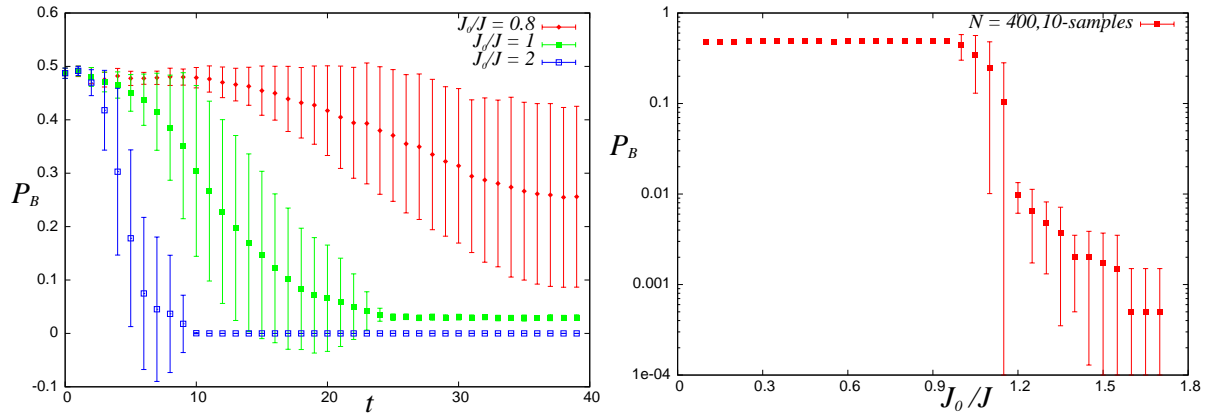 J₀/J = 0.8
J₀/J = 1
J₀/J = 2
0.6
0.5
0.4
0.3
0.2
0.1
0
-0.1
P_B
0 10 20 30 40
t
N = 400,10-samples
1
0.1
0.01
0.001
1e-04
P_B
0 0.3 0.6 0.9 1.2 1.5 1.8
J₀/J